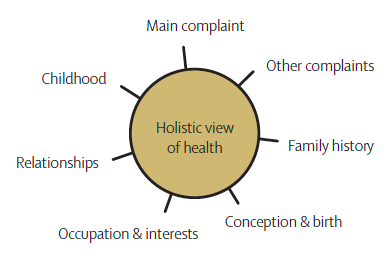 Main complaint
Other complaints
Childhood
Holistic view
of health
Family history
Relationships
Conception & birth
Occupation & interests